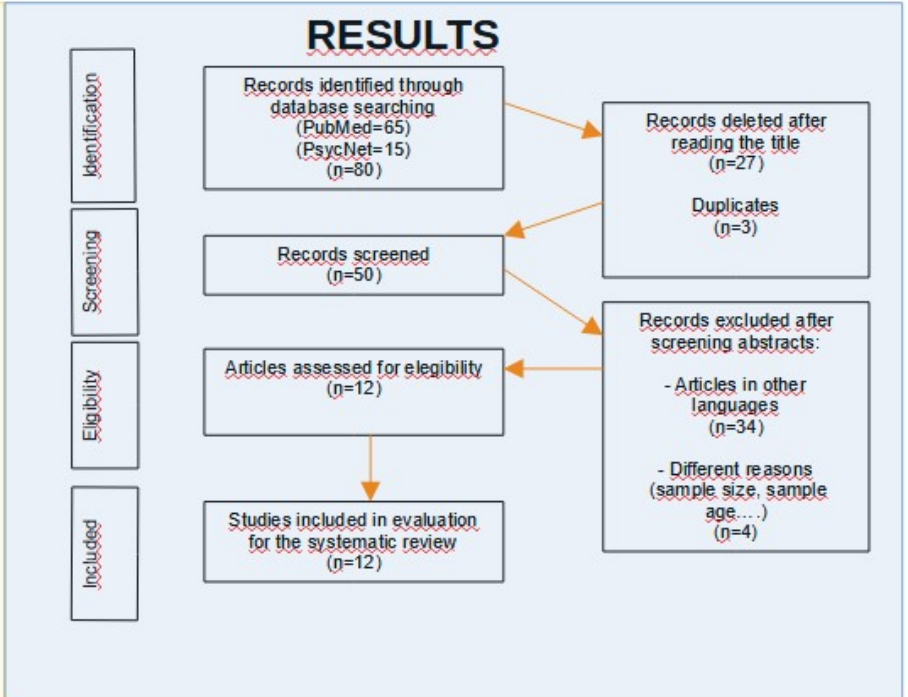 RESULTS
Identification
Records identified through
database searching
(PubMed=65)
(PsycNet=15)
(n=80)
Records deleted after
reading the title
(n=27)
Duplicates
(n=3)
Screening
Records screened
(n=50)
Records excluded after
screening abstracts:
- Articles in other
languages
(n=34)
- Different reasons
(sample size, sample
age....)
(n=4)
Eligibility
Articles assessed for elegibility
(n=12)
Included
Studies included in evaluation
for the systematic review
(n=12)